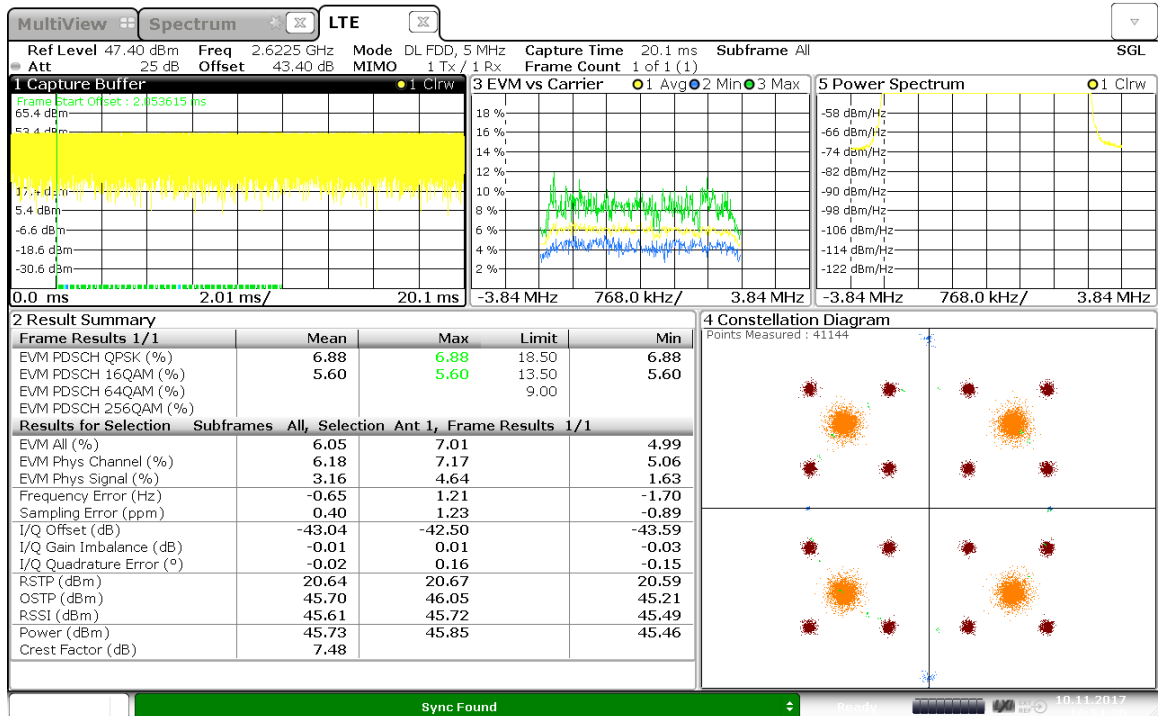 MultiView Spectrum LTE
Ref Level 47.40 dBm Freq 2.6225 GHz Mode DL FDD, 5 MHz Capture Time 20.1 ms Subframe All SGL
Att 25 dB Offset 43.40 dB MIMO 1 Tx / 1 Rx Frame Count 1 of 1 (1)
1 Capture Buffer 1 Clrw
Frame Start Offset : 2.053615 ms
65.4 dBm
53.4 dBm
5.4 dBm
-6.6 dBm
-18.6 dBm
-30.6 dBm
0.0 ms 2.01 ms/ 20.1 ms
3 EVM vs Carrier 1 Avg 2 Min 3 Max
18 %
16 %
14 %
12 %
10 %
8 %
6 %
4 %
2 %
-3.84 MHz 768.0 kHz/ 3.84 MHz
5 Power Spectrum 1 Clrw
-58 dBm/Hz
-66 dBm/Hz
-74 dBm/Hz
-82 dBm/Hz
-90 dBm/Hz
-98 dBm/Hz
-106 dBm/Hz
-114 dBm/Hz
-122 dBm/Hz
-3.84 MHz 768.0 kHz/ 3.84 MHz
2 Result Summary
Frame Results 1/1 Mean Max Limit Min
EVM PDSCH QPSK (%) 6.88 6.88 18.50 6.88
EVM PDSCH 16QAM (%) 5.60 5.60 13.50 5.60
EVM PDSCH 64QAM (%) 9.00
EVM PDSCH 256QAM (%)
Results for Selection Subframes All, Selection Ant 1, Frame Results 1/1
EVM All (%) 6.05 7.01 4.99
EVM Phys Channel (%) 6.18 7.17 5.06
EVM Phys Signal (%) 3.16 4.64 1.63
Frequency Error (Hz) -0.65 1.21 -1.70
Sampling Error (ppm) 0.40 1.23 -0.89
I/Q Offset (dB) -43.04 -42.50 -43.59
I/Q Gain Imbalance (dB) -0.01 0.01 -0.03
I/Q Quadrature Error (º) -0.02 0.16 -0.15
RSTP (dBm) 20.64 20.67 20.59
OSTP (dBm) 45.70 46.05 45.21
RSSI (dBm) 45.61 45.72 45.49
Power (dBm) 45.73 45.85 45.46
Crest Factor (dB) 7.48
4 Constellation Diagram
Points Measured : 41144
Sync Found Ready LXI EXT REF 10.11.2017